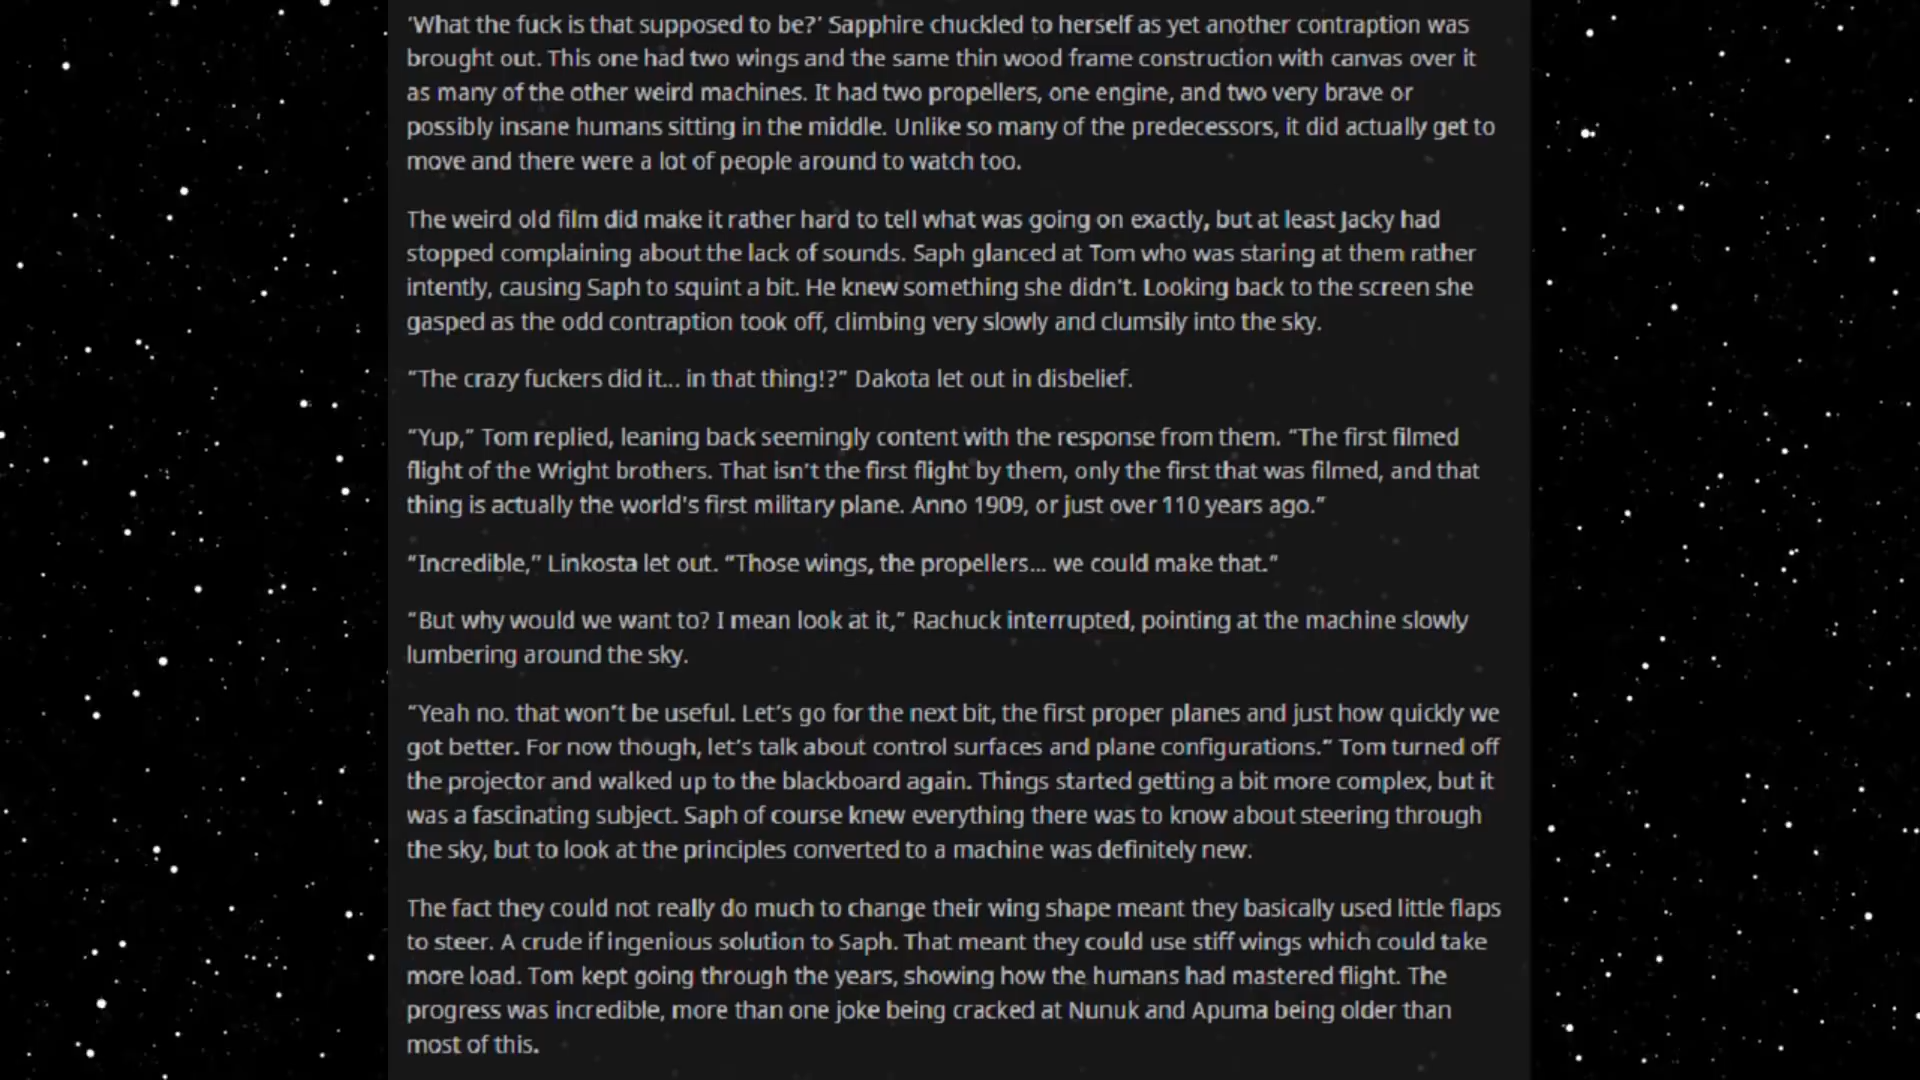 ‘What the fuck is that supposed to be?’ Sapphire chuckled to herself as yet another contraption was
brought out. This one had two wings and the same thin wood frame construction with canvas over it
as many of the other weird machines. It had two propellers, one engine, and two very brave or
possibly insane humans sitting in the middle. Unlike so many of the predecessors, it did actually get to
move and there were a lot of people around to watch too.
The weird old film did make it rather hard to tell what was going on exactly, but at least Jacky had
stopped complaining about the lack of sounds. Saph glanced at Tom who was staring at them rather
intently, causing Saph to squint a bit. He knew something she didn’t. Looking back to the screen she
gasped as the odd contraption took off, climbing very slowly and clumsily into the sky.
“The crazy fuckers did it... in that thing!?” Dakota let out in disbelief.
“Yup,” Tom replied, leaning back seemingly content with the response from them. “The first filmed
flight of the Wright brothers. That isn’t the first flight by them, only the first that was filmed, and that
thing is actually the world's first military plane. Anno 1909, or just over 110 years ago.”
“Incredible,” Linkosta let out. “Those wings, the propellers... we could make that.”
“But why would we want to? I mean look at it,” Rachuck interrupted, pointing at the machine slowly
lumbering around the sky.
“Yeah no. that won’t be useful. Let’s go for the next bit, the first proper planes and just how quickly we
got better. For now though, let’s talk about control surfaces and plane configurations.” Tom turned off
the projector and walked up to the blackboard again. Things started getting a bit more complex, but it
was a fascinating subject. Saph of course knew everything there was to know about steering through
the sky, but to look at the principles converted to a machine was definitely new.
The fact they could not really do much to change their wing shape meant they basically used little flaps
to steer. A crude if ingenious solution to Saph. That meant they could use stiff wings which could take
more load. Tom kept going through the years, showing how the humans had mastered flight. The
progress was incredible, more than one joke being cracked at Nunuk and Apuma being older than
most of this.